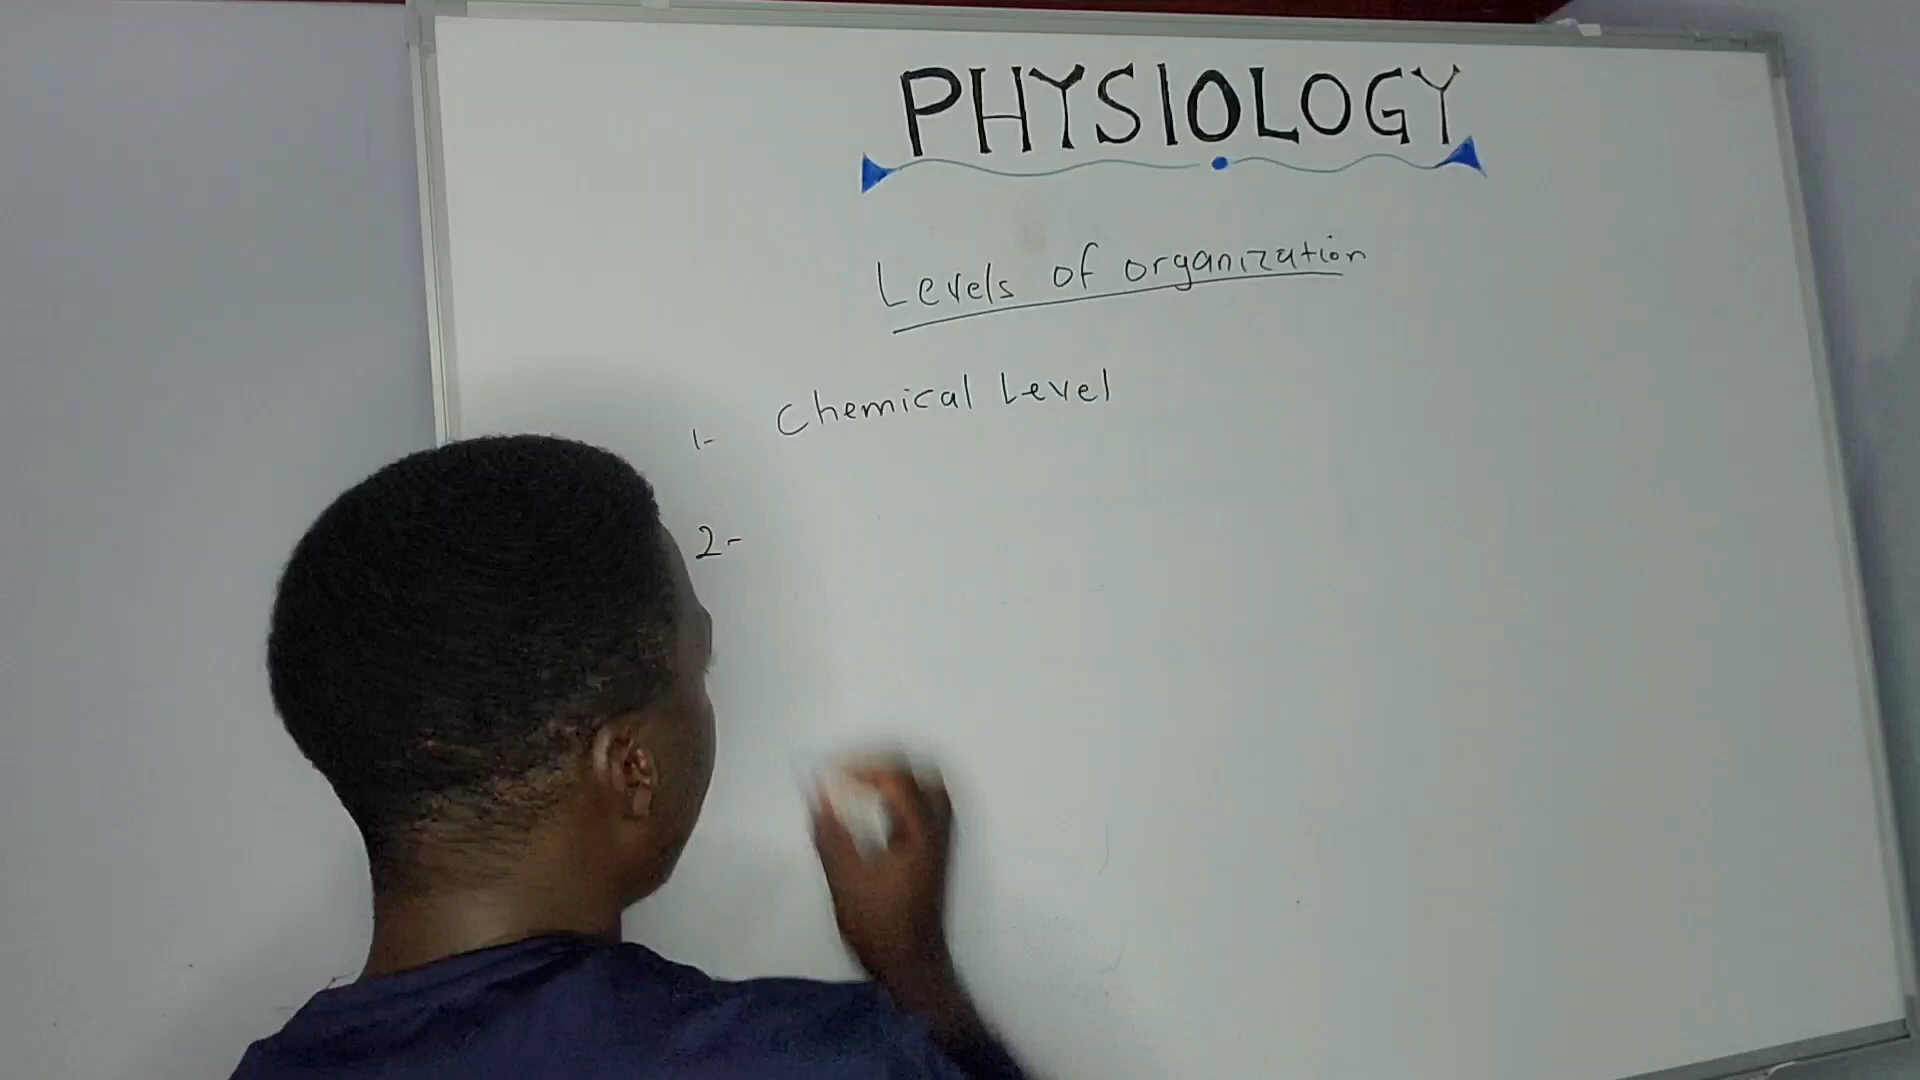 PHYSIOLOGY
Levels of organization
1- Chemical Level
2-